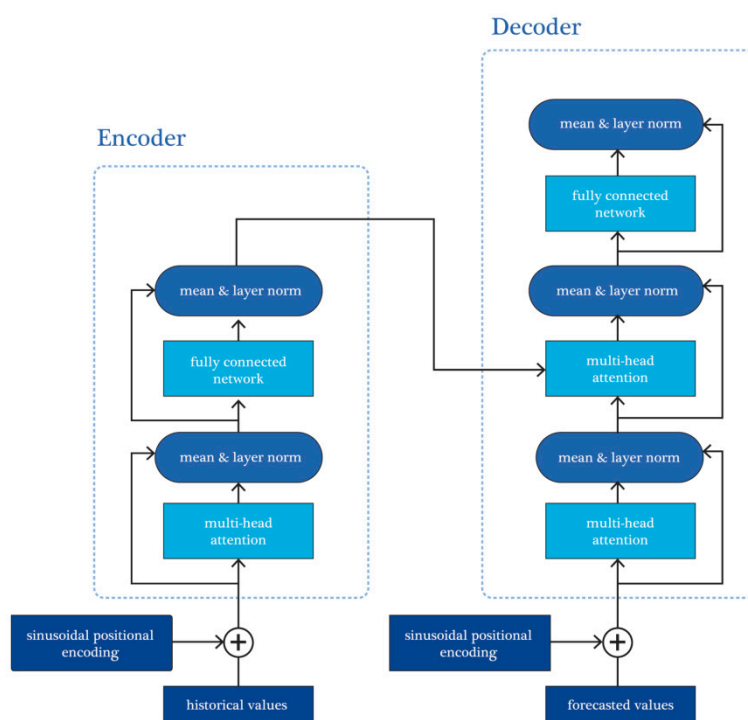 Decoder
mean & layer norm
Encoder
fully connected
network
mean & layer norm
mean & layer norm
fully connected
network
multi-head
attention
mean & layer norm
mean & layer norm
multi-head
attention
multi-head
attention
sinusoidal positional
encoding
+
sinusoidal positional
encoding
+
historical values
forecasted values